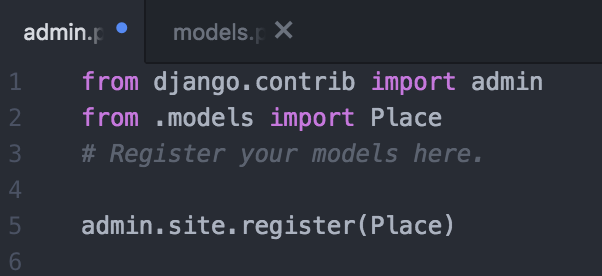 admin.p
models.p
1 from django.contrib import admin
2 from .models import Place
3 # Register your models here.
4
5 admin.site.register(Place)
6